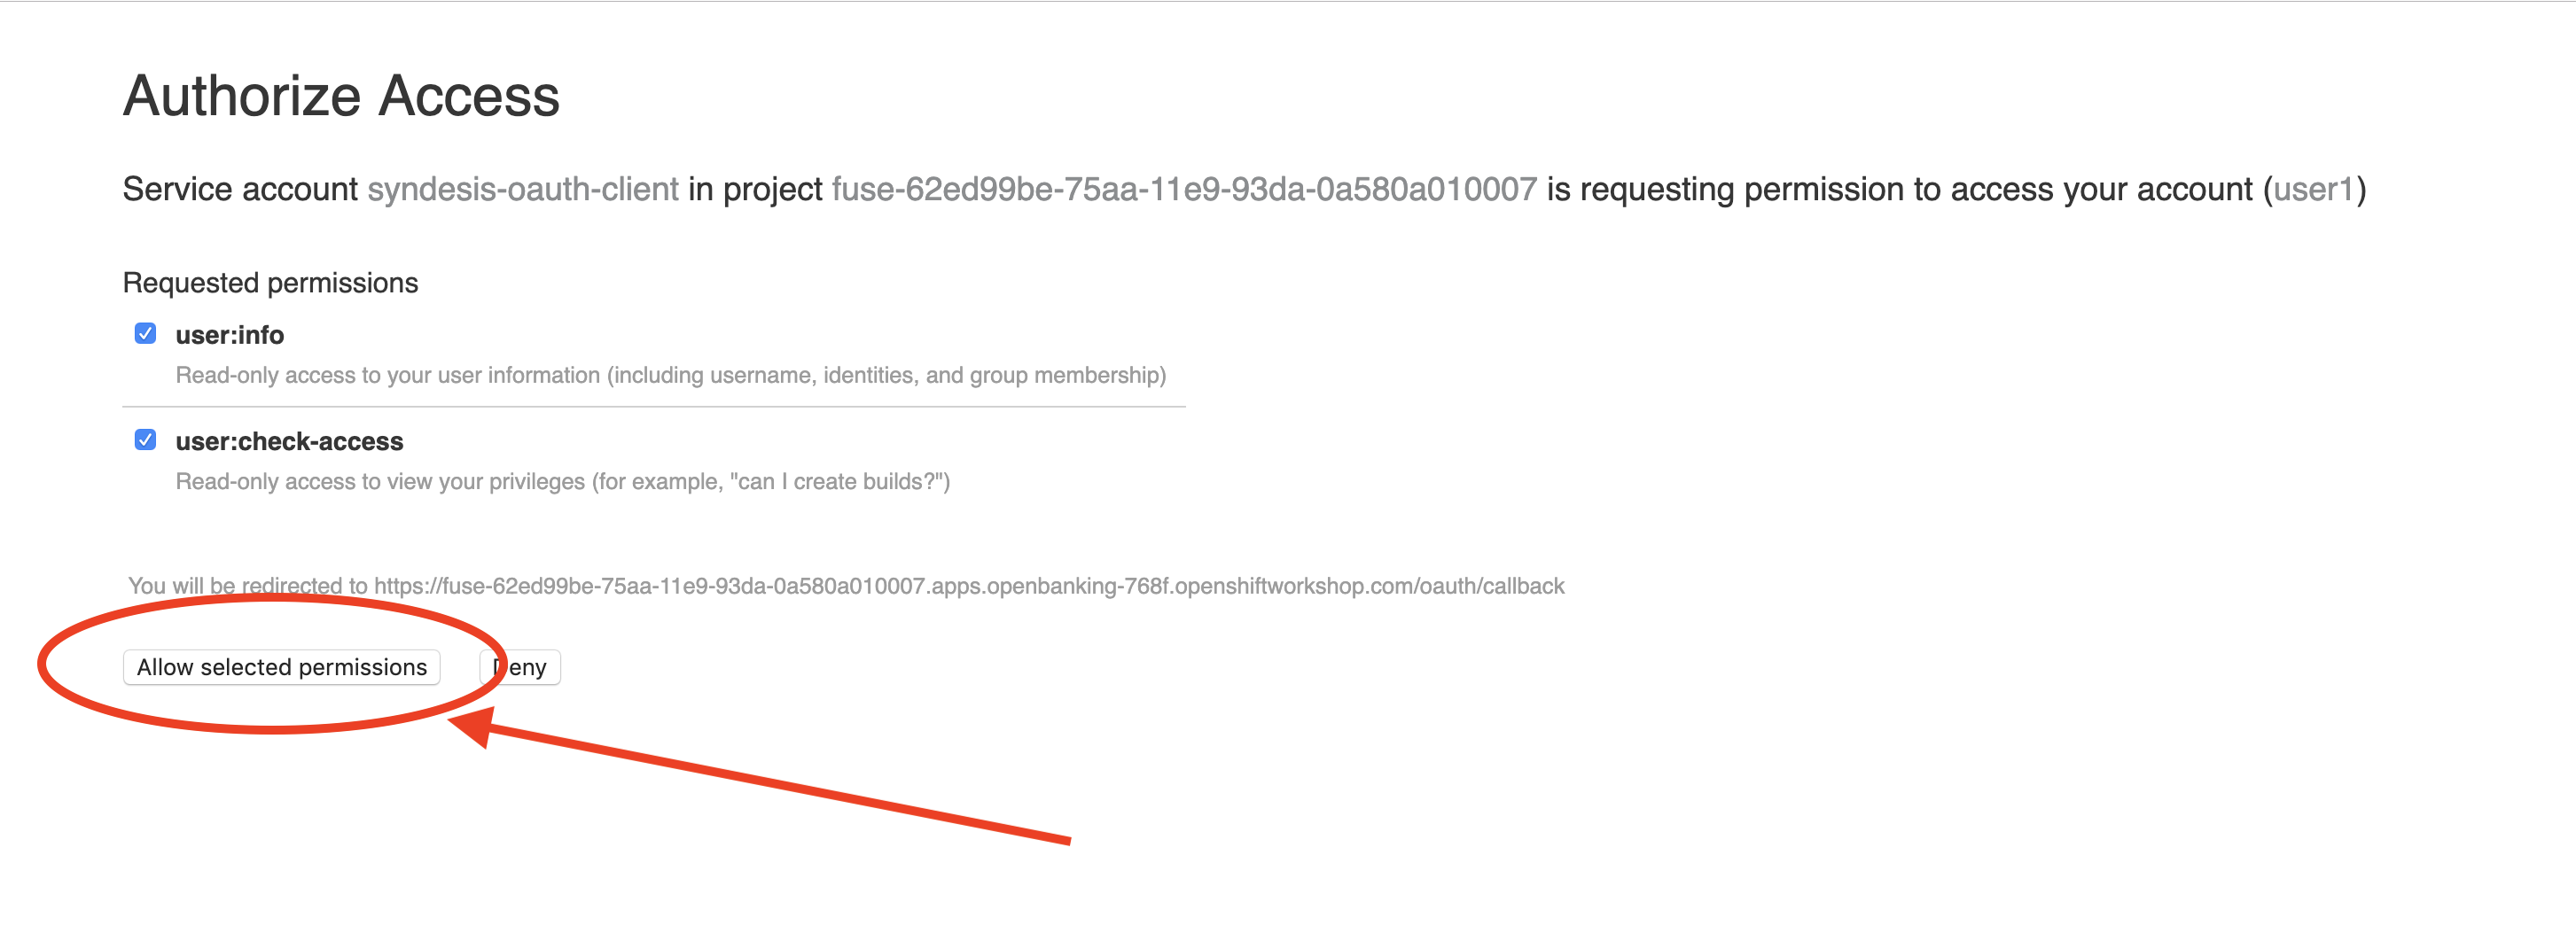 Authorize Access
Service account syndesis-oauth-client in project fuse-62ed99be-75aa-11e9-93da-0a580a010007 is requesting permission to access your account (user1)
Requested permissions
user:info
Read-only access to your user information (including username, identities, and group membership)
user:check-access
Read-only access to view your privileges (for example, "can I create builds?")
You will be redirected to https://fuse-62ed99be-75aa-11e9-93da-0a580a010007.apps.openbanking-768f.openshiftworkshop.com/oauth/callback
Allow selected permissions Deny